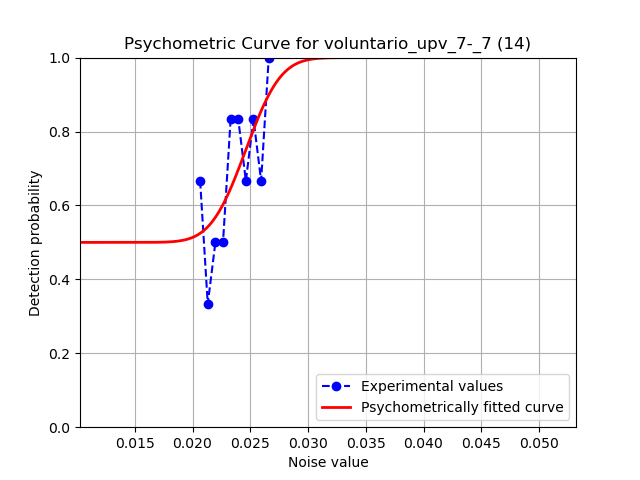 Psychometric Curve for voluntario_upv_7-_7 (14)
1.0
0.8
0.6
0.4
0.2
0.0
Detection probability
0.015 0.020 0.025 0.030 0.035 0.040 0.045 0.050
Noise value
Experimental values
Psychometrically fitted curve